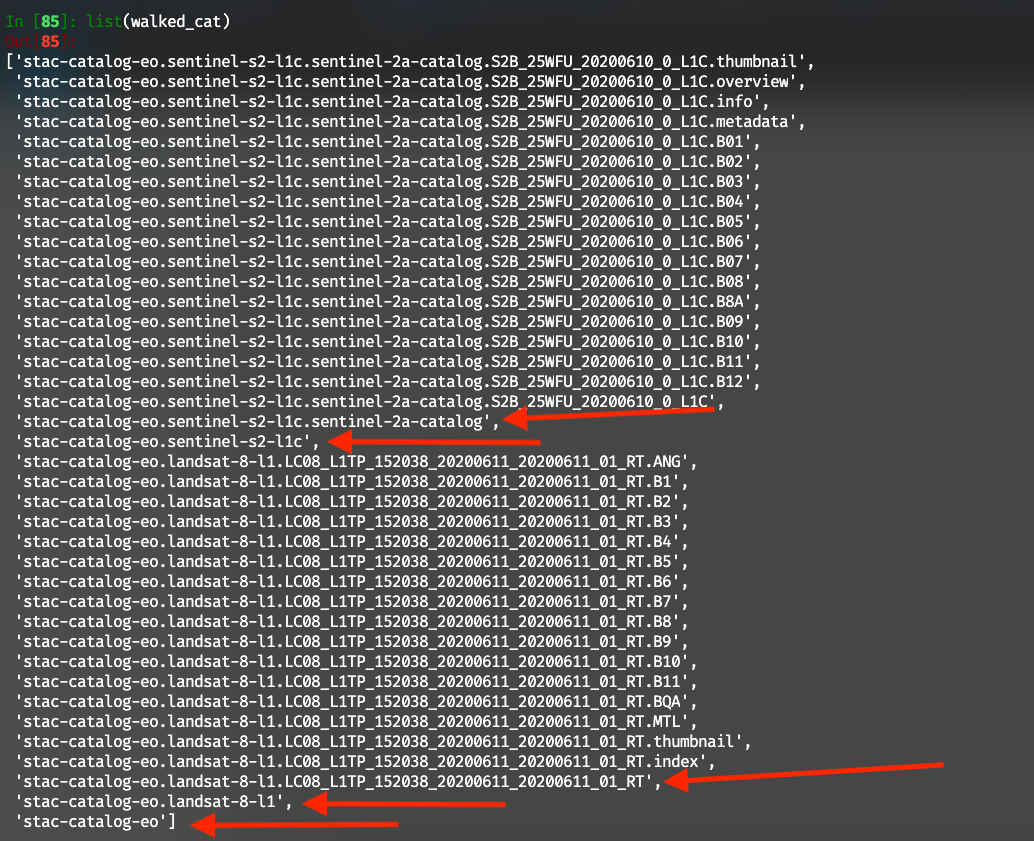 In [85]: list(walked_cat)
Out[85]:
['stac-catalog-eo.sentinel-s2-l1c.sentinel-2a-catalog.S2B_25WFU_20200610_0_L1C.thumbnail',
'stac-catalog-eo.sentinel-s2-l1c.sentinel-2a-catalog.S2B_25WFU_20200610_0_L1C.overview',
'stac-catalog-eo.sentinel-s2-l1c.sentinel-2a-catalog.S2B_25WFU_20200610_0_L1C.info',
'stac-catalog-eo.sentinel-s2-l1c.sentinel-2a-catalog.S2B_25WFU_20200610_0_L1C.metadata',
'stac-catalog-eo.sentinel-s2-l1c.sentinel-2a-catalog.S2B_25WFU_20200610_0_L1C.B01',
'stac-catalog-eo.sentinel-s2-l1c.sentinel-2a-catalog.S2B_25WFU_20200610_0_L1C.B02',
'stac-catalog-eo.sentinel-s2-l1c.sentinel-2a-catalog.S2B_25WFU_20200610_0_L1C.B03',
'stac-catalog-eo.sentinel-s2-l1c.sentinel-2a-catalog.S2B_25WFU_20200610_0_L1C.B04',
'stac-catalog-eo.sentinel-s2-l1c.sentinel-2a-catalog.S2B_25WFU_20200610_0_L1C.B05',
'stac-catalog-eo.sentinel-s2-l1c.sentinel-2a-catalog.S2B_25WFU_20200610_0_L1C.B06',
'stac-catalog-eo.sentinel-s2-l1c.sentinel-2a-catalog.S2B_25WFU_20200610_0_L1C.B07',
'stac-catalog-eo.sentinel-s2-l1c.sentinel-2a-catalog.S2B_25WFU_20200610_0_L1C.B08',
'stac-catalog-eo.sentinel-s2-l1c.sentinel-2a-catalog.S2B_25WFU_20200610_0_L1C.B8A',
'stac-catalog-eo.sentinel-s2-l1c.sentinel-2a-catalog.S2B_25WFU_20200610_0_L1C.B09',
'stac-catalog-eo.sentinel-s2-l1c.sentinel-2a-catalog.S2B_25WFU_20200610_0_L1C.B10',
'stac-catalog-eo.sentinel-s2-l1c.sentinel-2a-catalog.S2B_25WFU_20200610_0_L1C.B11',
'stac-catalog-eo.sentinel-s2-l1c.sentinel-2a-catalog.S2B_25WFU_20200610_0_L1C.B12',
'stac-catalog-eo.sentinel-s2-l1c.sentinel-2a-catalog.S2B_25WFU_20200610_0_L1C',
'stac-catalog-eo.sentinel-s2-l1c.sentinel-2a-catalog',
'stac-catalog-eo.sentinel-s2-l1c',
'stac-catalog-eo.landsat-8-l1.LC08_L1TP_152038_20200611_20200611_01_RT.ANG',
'stac-catalog-eo.landsat-8-l1.LC08_L1TP_152038_20200611_20200611_01_RT.B1',
'stac-catalog-eo.landsat-8-l1.LC08_L1TP_152038_20200611_20200611_01_RT.B2',
'stac-catalog-eo.landsat-8-l1.LC08_L1TP_152038_20200611_20200611_01_RT.B3',
'stac-catalog-eo.landsat-8-l1.LC08_L1TP_152038_20200611_20200611_01_RT.B4',
'stac-catalog-eo.landsat-8-l1.LC08_L1TP_152038_20200611_20200611_01_RT.B5',
'stac-catalog-eo.landsat-8-l1.LC08_L1TP_152038_20200611_20200611_01_RT.B6',
'stac-catalog-eo.landsat-8-l1.LC08_L1TP_152038_20200611_20200611_01_RT.B7',
'stac-catalog-eo.landsat-8-l1.LC08_L1TP_152038_20200611_20200611_01_RT.B8',
'stac-catalog-eo.landsat-8-l1.LC08_L1TP_152038_20200611_20200611_01_RT.B9',
'stac-catalog-eo.landsat-8-l1.LC08_L1TP_152038_20200611_20200611_01_RT.B10',
'stac-catalog-eo.landsat-8-l1.LC08_L1TP_152038_20200611_20200611_01_RT.B11',
'stac-catalog-eo.landsat-8-l1.LC08_L1TP_152038_20200611_20200611_01_RT.BQA',
'stac-catalog-eo.landsat-8-l1.LC08_L1TP_152038_20200611_20200611_01_RT.MTL',
'stac-catalog-eo.landsat-8-l1.LC08_L1TP_152038_20200611_20200611_01_RT.thumbnail',
'stac-catalog-eo.landsat-8-l1.LC08_L1TP_152038_20200611_20200611_01_RT.index',
'stac-catalog-eo.landsat-8-l1.LC08_L1TP_152038_20200611_20200611_01_RT',
'stac-catalog-eo.landsat-8-l1',
'stac-catalog-eo']